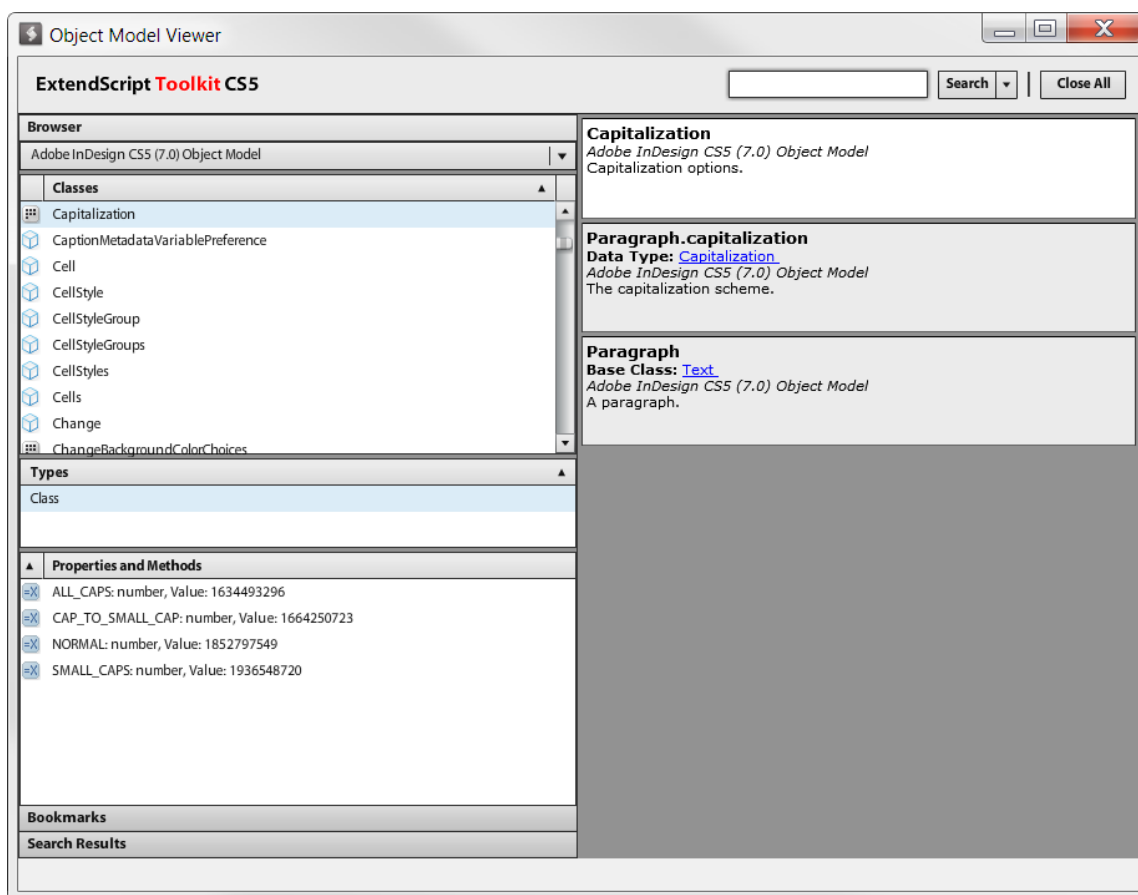 Object Model Viewer
ExtendScript Toolkit CS5
Search
Close All
Browser
Adobe InDesign CS5 (7.0) Object Model
Classes
Capitalization
CaptionMetadataVariablePreference
Cell
CellStyle
CellStyleGroup
CellStyleGroups
CellStyles
Cells
Change
ChangeBackgroundColorChoices
Types
Class
Properties and Methods
=X ALL_CAPS: number, Value: 1634493296
=X CAP_TO_SMALL_CAP: number, Value: 1664250723
=X NORMAL: number, Value: 1852797549
=X SMALL_CAPS: number, Value: 1936548720
Bookmarks
Search Results
Capitalization
Adobe InDesign CS5 (7.0) Object Model
Capitalization options.
Paragraph.capitalization
Data Type: Capitalization
Adobe InDesign CS5 (7.0) Object Model
The capitalization scheme.
Paragraph
Base Class: Text
Adobe InDesign CS5 (7.0) Object Model
A paragraph.